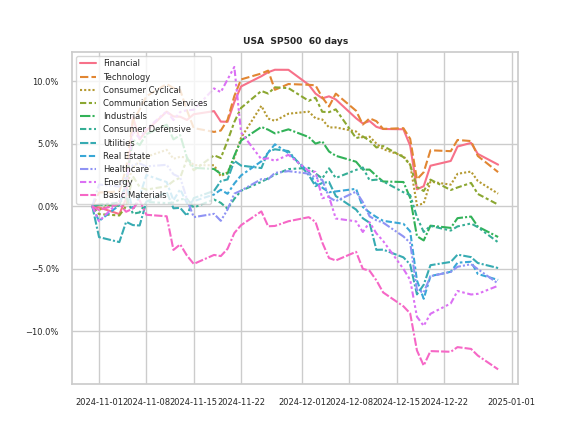 USA  SP500  60 days
Financial
Technology
Consumer Cyclical
Communication Services
Industrials
Consumer Defensive
Utilities
Real Estate
Healthcare
Energy
Basic Materials
10.0%
5.0%
0.0%
−5.0%
−10.0%
2024-11-01 2024-11-08 2024-11-15 2024-11-22 2024-12-01 2024-12-08 2024-12-15 2024-12-22 2025-01-01